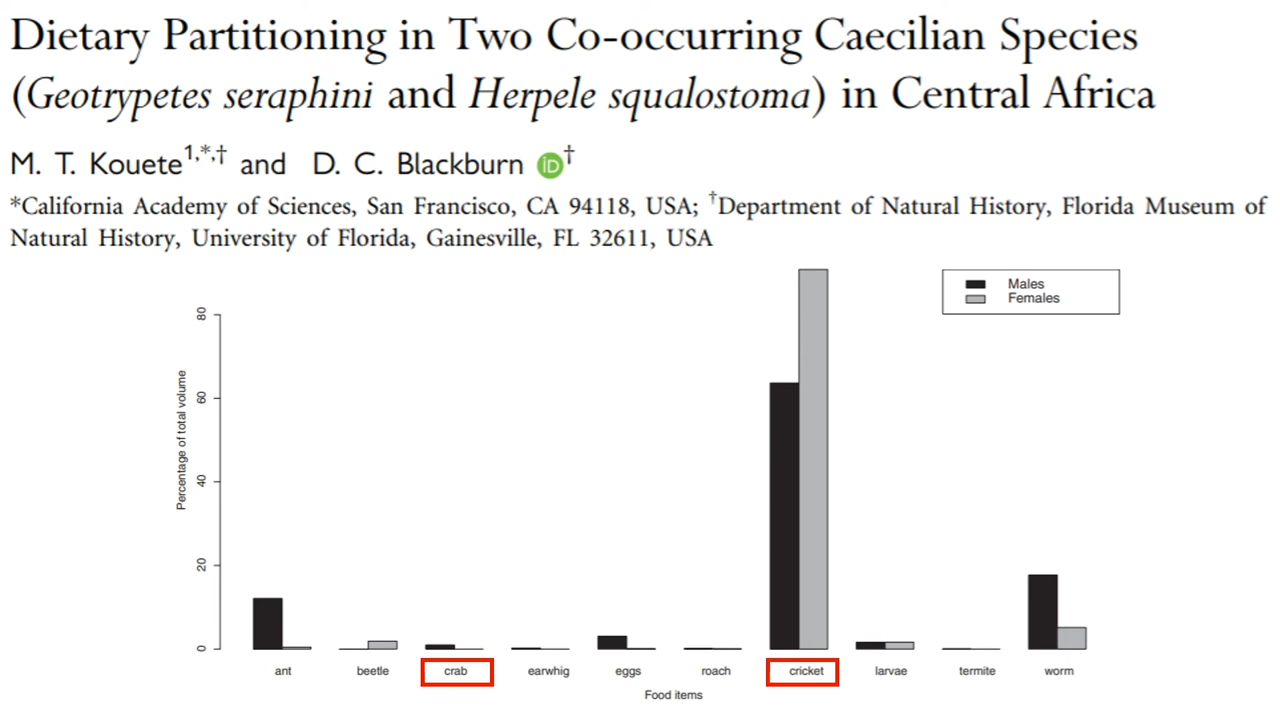 Dietary Partitioning in Two Co-occurring Caecilian Species
(Geotrypetes seraphini and Herpele squalostoma) in Central Africa
M. T. Kouete1,*,† and D. C. Blackburn iD†
*California Academy of Sciences, San Francisco, CA 94118, USA; †Department of Natural History, Florida Museum of
Natural History, University of Florida, Gainesville, FL 32611, USA
Males
Females
Percentage of total volume
80
60
40
20
0
ant beetle crab earwhig eggs roach cricket larvae termite worm
Food items